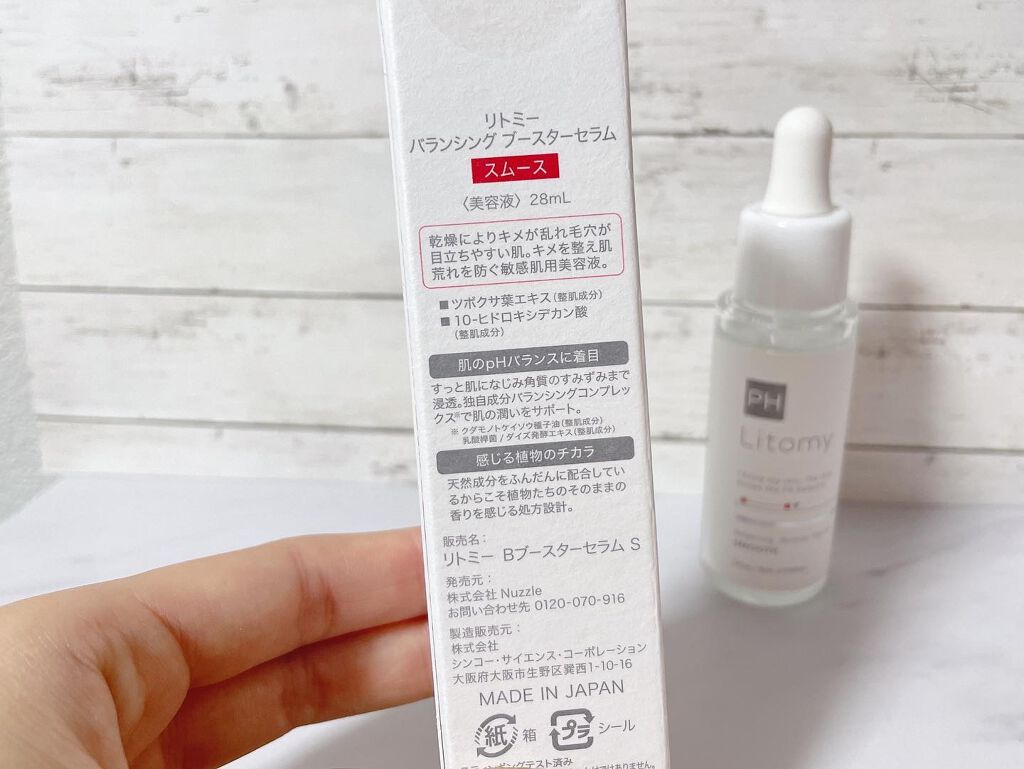 リトミー
バランシング ブースターセラム
スムース
〈美容液〉28mL
乾燥によりキメが乱れ毛穴が
目立ちやすい肌。キメを整え肌
荒れを防ぐ敏感肌用美容液。
■ ツボクサ葉エキス(整肌成分)
■ 10-ヒドロキシデカン酸
(整肌成分)
肌のpHバランスに着目
すっと肌になじみ角質のすみずみまで
浸透。独自成分バランシングコンプレッ
クス※で肌の潤いをサポート。
※ クダモノトケイソウ種子油(整肌成分)
乳酸桿菌/ダイズ発酵エキス(整肌成分)
感じる植物のチカラ
天然成分をふんだんに配合してい
るからこそ植物たちのそのままの
香りを感じる処方設計。
販売名:
リトミー Bブースターセラム S
発売元:
株式会社 Nuzzle
お問い合わせ先 0120-070-916
製造販売元:
株式会社
シンコー・サイエンス・コーポレーション
大阪府大阪市生野区巽西1-10-16
MADE IN JAPAN
紙 箱 プラ シール
PH
Litomy
SMOOTH